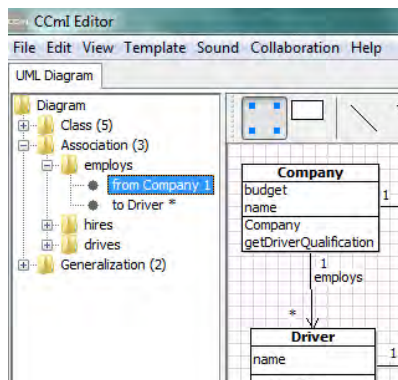 CCmI Editor
File Edit View Template Sound Collaboration Help
UML Diagram
Diagram
Class (5)
Association (3)
employs
from Company 1
to Driver *
hires
drives
Generalization (2)
Company
budget
name
Company
getDriverQualification
1
1
employs
*
Driver
name
1